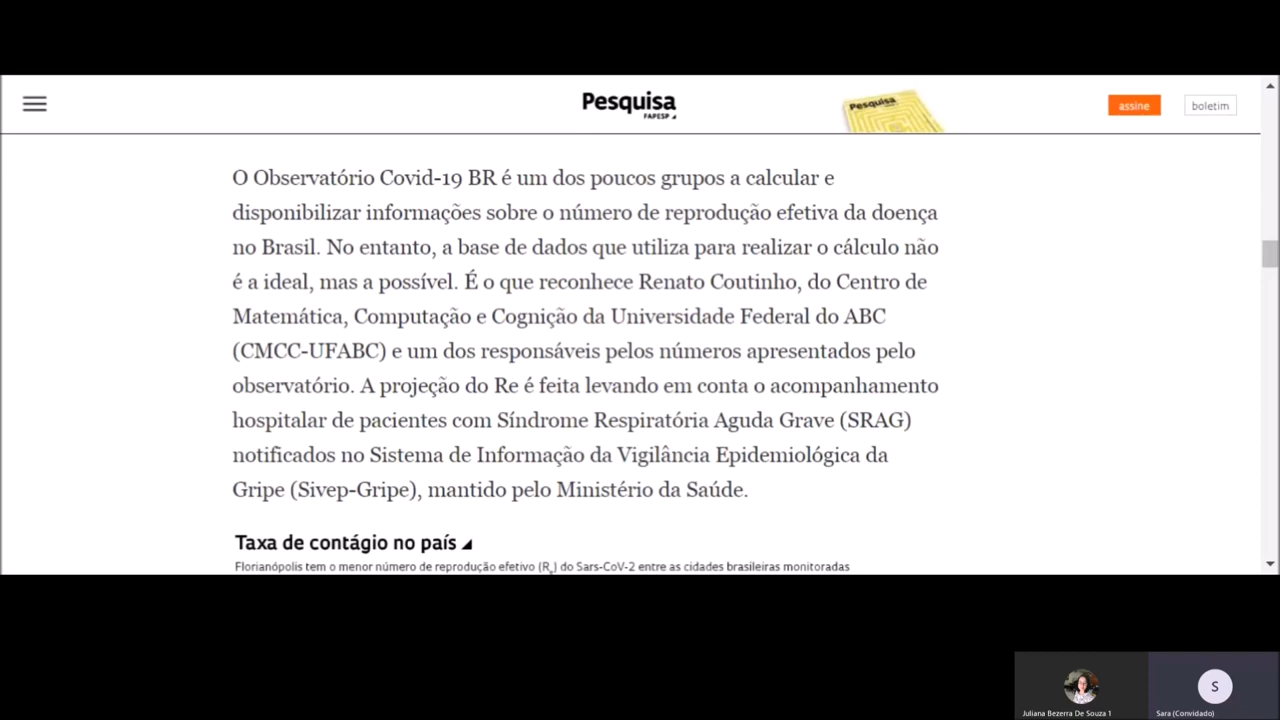 Pesquisa
FAPESP
Pesquisa
assine
boletim
O Observatório Covid-19 BR é um dos poucos grupos a calcular e
disponibilizar informações sobre o número de reprodução efetiva da doença
no Brasil. No entanto, a base de dados que utiliza para realizar o cálculo não
é a ideal, mas a possível. É o que reconhece Renato Coutinho, do Centro de
Matemática, Computação e Cognição da Universidade Federal do ABC
(CMCC-UFABC) e um dos responsáveis pelos números apresentados pelo
observatório. A projeção do Re é feita levando em conta o acompanhamento
hospitalar de pacientes com Síndrome Respiratória Aguda Grave (SRAG)
notificados no Sistema de Informação da Vigilância Epidemiológica da
Gripe (Sivep-Gripe), mantido pelo Ministério da Saúde.
Taxa de contágio no país
Florianópolis tem o menor número de reprodução efetivo (Re) do Sars-CoV-2 entre as cidades brasileiras monitoradas
S
Juliana Bezerra De Souza 1
Sara (Convidado)